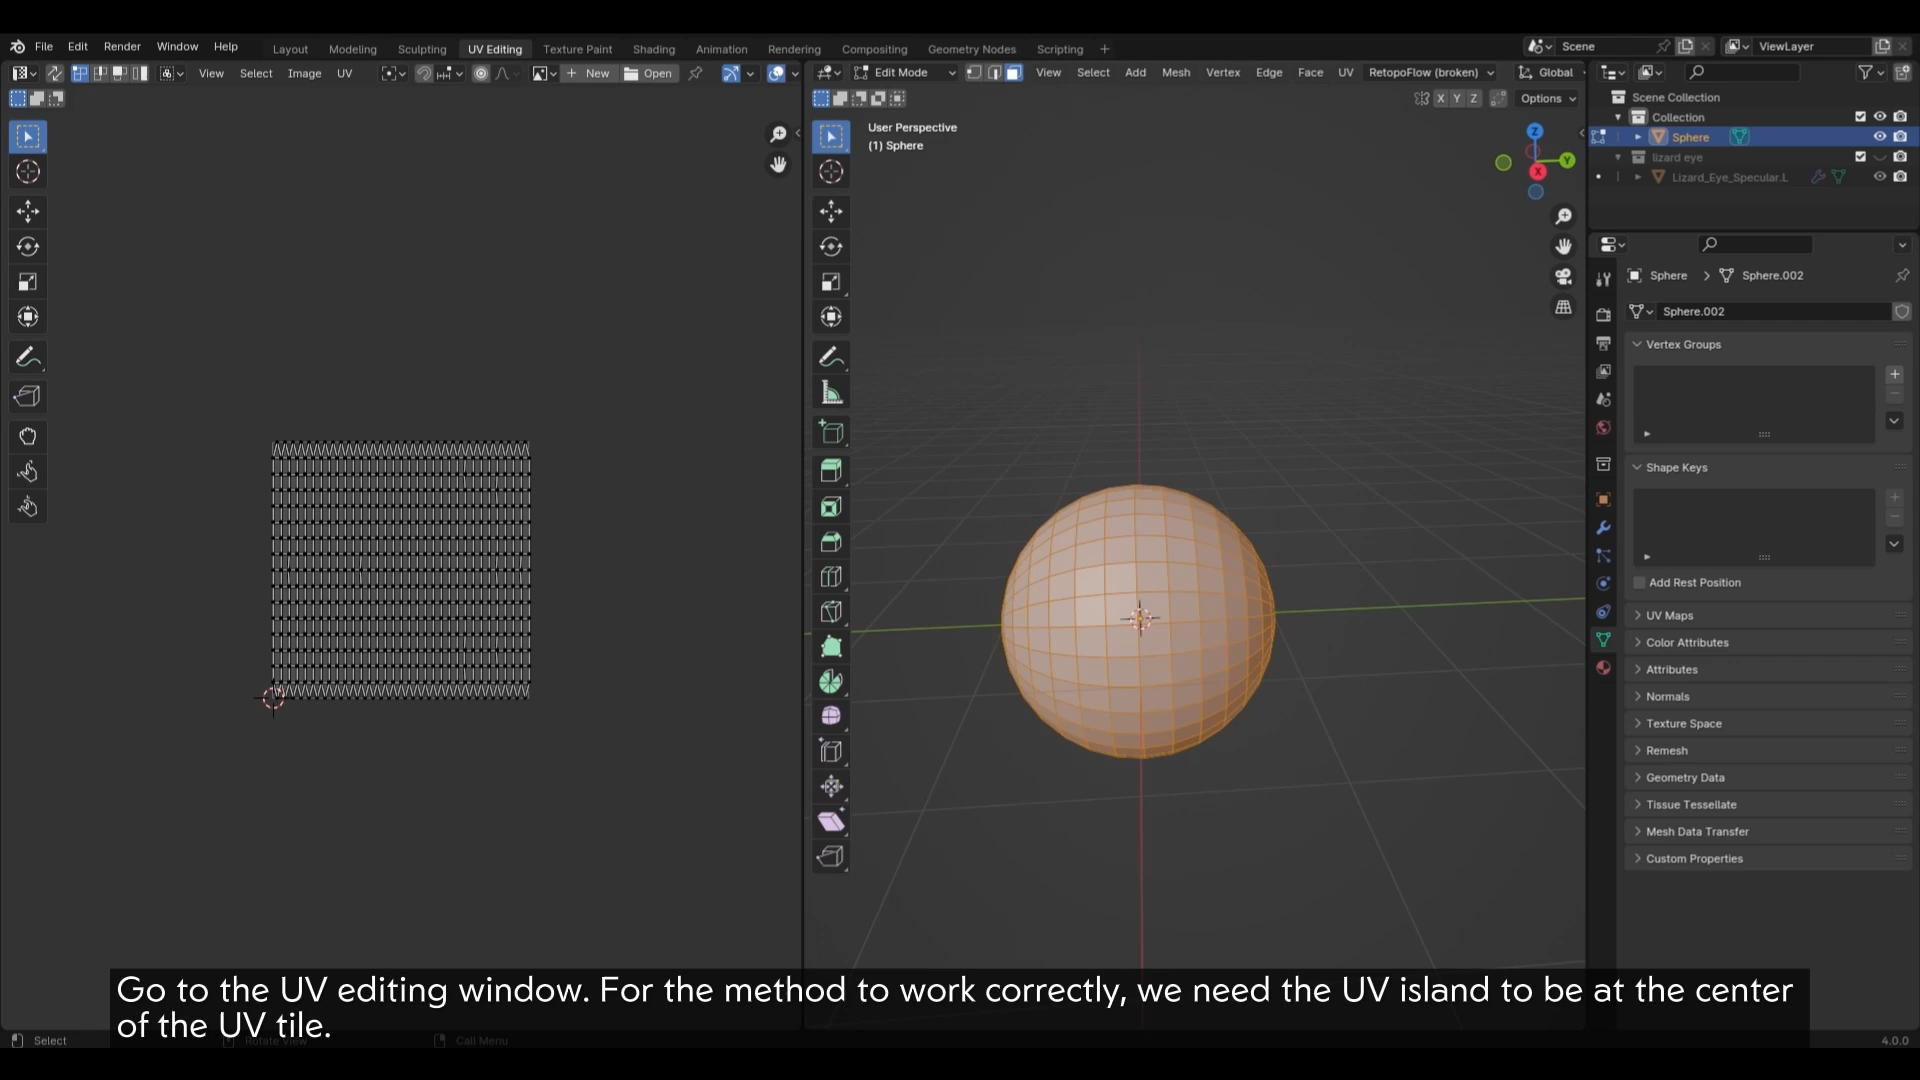 File Edit Render Window Help Layout Modeling Sculpting UV Editing Texture Paint Shading Animation Rendering Compositing Geometry Nodes Scripting + Scene ViewLayer
View Select Image UV New Open Edit Mode View Select Add Mesh Vertex Edge Face UV RetopoFlow (broken) Global
X Y Z Options
Scene Collection
Collection
Sphere
lizard eye
Lizard_Eye_Specular.L
User Perspective
(1) Sphere
Z
Y
X
Sphere > Sphere.002
Sphere.002
Vertex Groups
Shape Keys
Add Rest Position
UV Maps
Color Attributes
Attributes
Normals
Texture Space
Remesh
Geometry Data
Tissue Tessellate
Mesh Data Transfer
Custom Properties
Go to the UV editing window. For the method to work correctly, we need the UV island to be at the center
of the UV tile.
Select Rotate View Call Menu 4.0.0